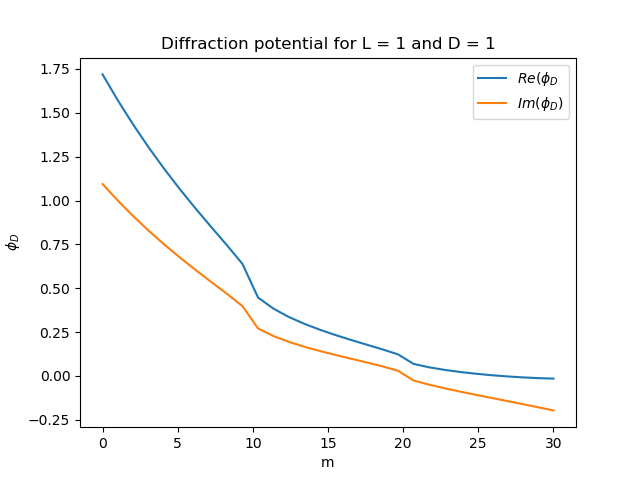 Diffraction potential for L = 1 and D = 1
Re(ϕD
Im(ϕD)
1.75
1.50
1.25
1.00
0.75
0.50
0.25
0.00
−0.25
ϕD
0 5 10 15 20 25 30
m